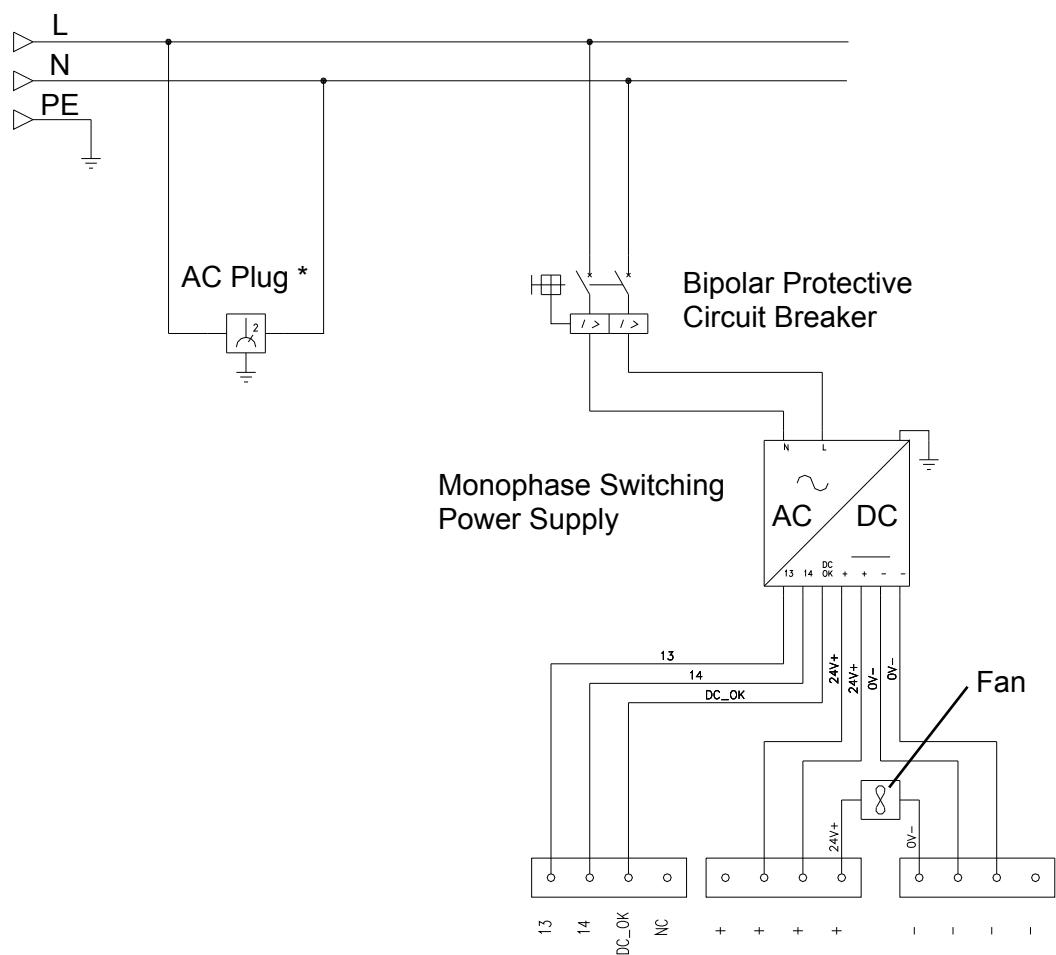 L
N
PE
AC Plug *
2
Bipolar Protective
Circuit Breaker
I > I >
N L
Monophase Switching
Power Supply
AC DC
13 14 DC OK + + - -
13
14
DC_OK
24V+
24V+
0V-
0V-
Fan
24V+
0V-
13
14
DC_OK
NC
+
+
+
+
-
-
-
-